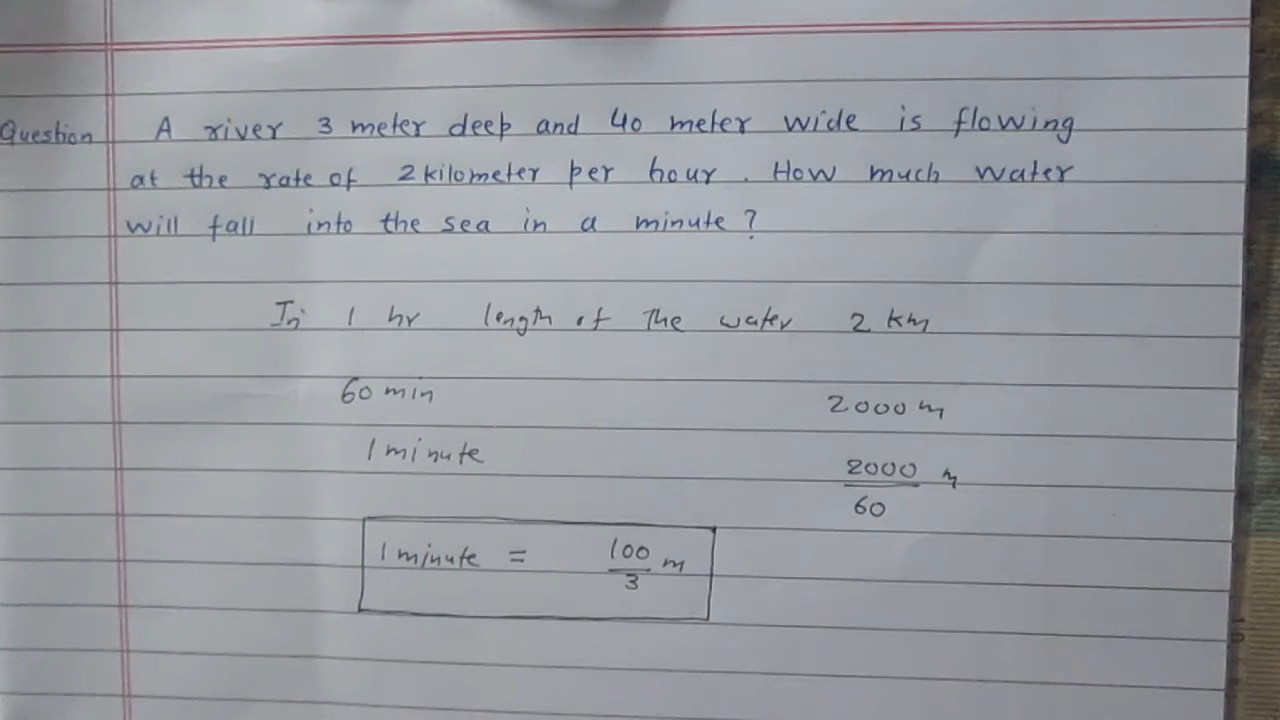 Question A river 3 meter deep and 40 meter wide is flowing
at the rate of 2 kilometer per hour. How much water
will fall into the sea in a minute?
In 1 hr length of the water 2 km
60 min 2000 m
1 minute 2000/60 m
1 minute = 100/3 m